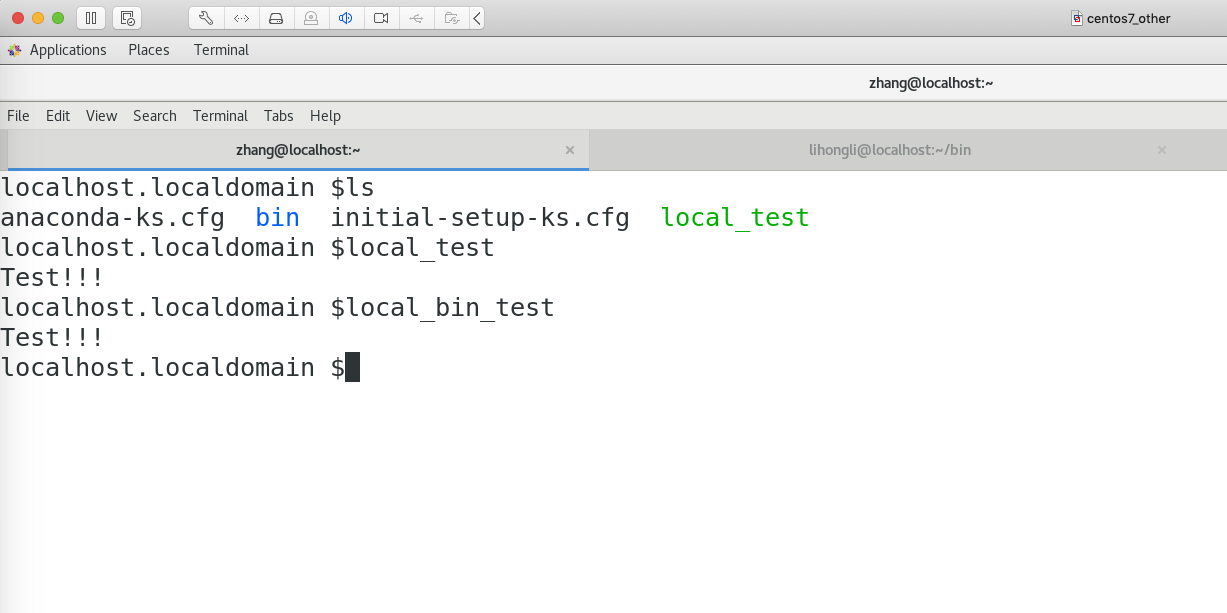 centos7_other
Applications Places Terminal
zhang@localhost:~
File Edit View Search Terminal Tabs Help
zhang@localhost:~ × lihongli@localhost:~/bin ×
localhost.localdomain $ls
anaconda-ks.cfg  bin  initial-setup-ks.cfg  local_test
localhost.localdomain $local_test
Test!!!
localhost.localdomain $local_bin_test
Test!!!
localhost.localdomain $